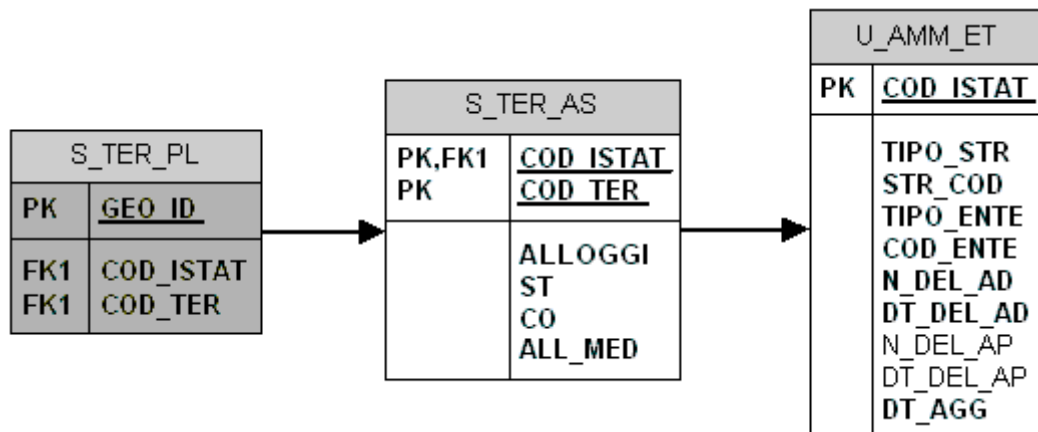 S_TER_PL
PK GEO_ID
FK1 COD_ISTAT
FK1 COD_TER
S_TER_AS
PK,FK1 COD_ISTAT
PK COD_TER
ALLOGGI
ST
CO
ALL_MED
U_AMM_ET
PK COD_ISTAT
TIPO_STR
STR_COD
TIPO_ENTE
COD_ENTE
N_DEL_AD
DT_DEL_AD
N_DEL_AP
DT_DEL_AP
DT_AGG